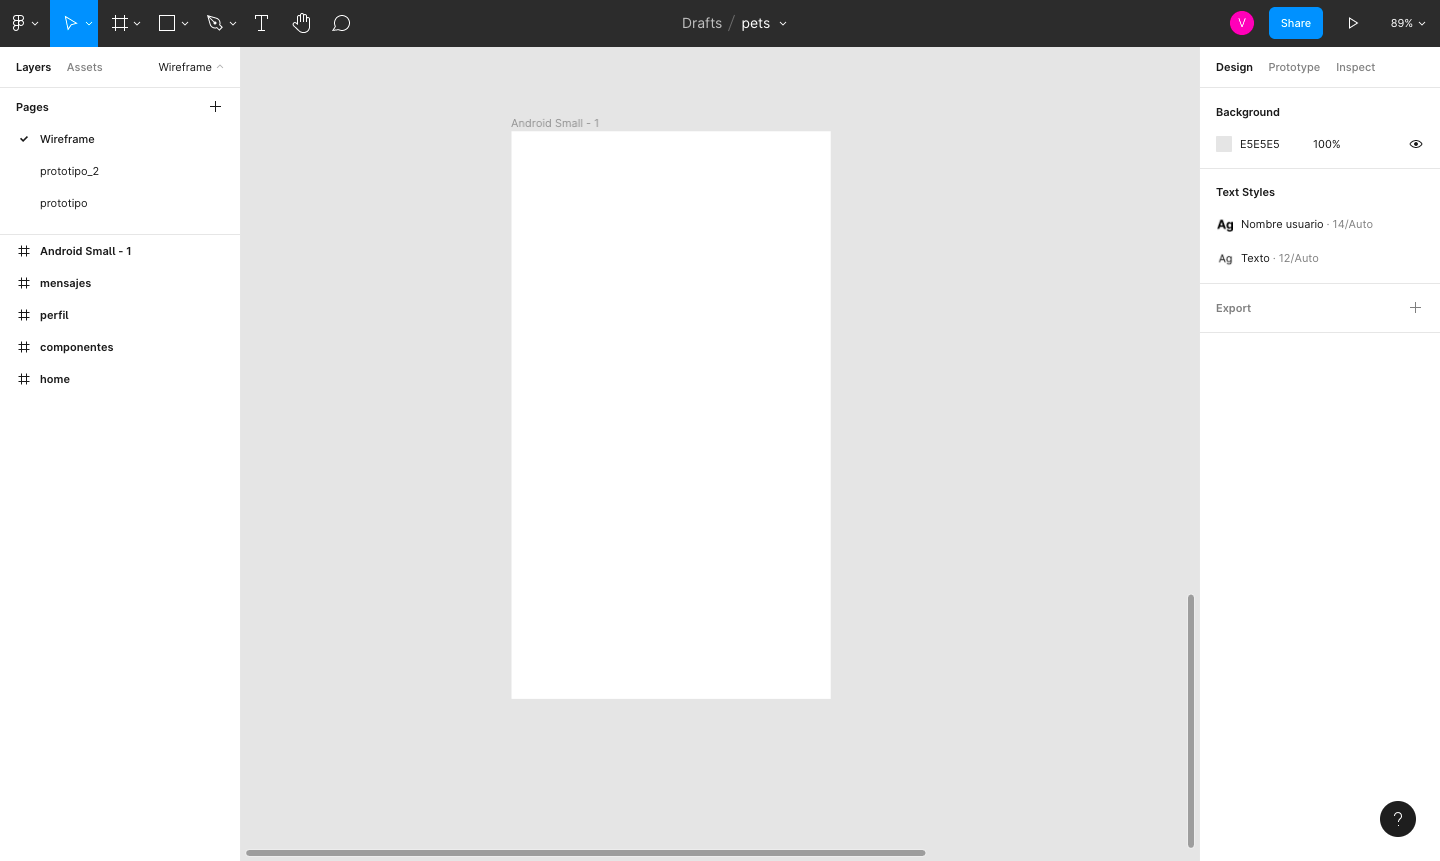 Drafts / pets
V
Share
89%
Layers
Assets
Wireframe
Pages
Wireframe
prototipo_2
prototipo
Android Small - 1
mensajes
perfil
componentes
home
Android Small - 1
Design
Prototype
Inspect
Background
E5E5E5
100%
Text Styles
Ag Nombre usuario · 14/Auto
Ag Texto · 12/Auto
Export
?